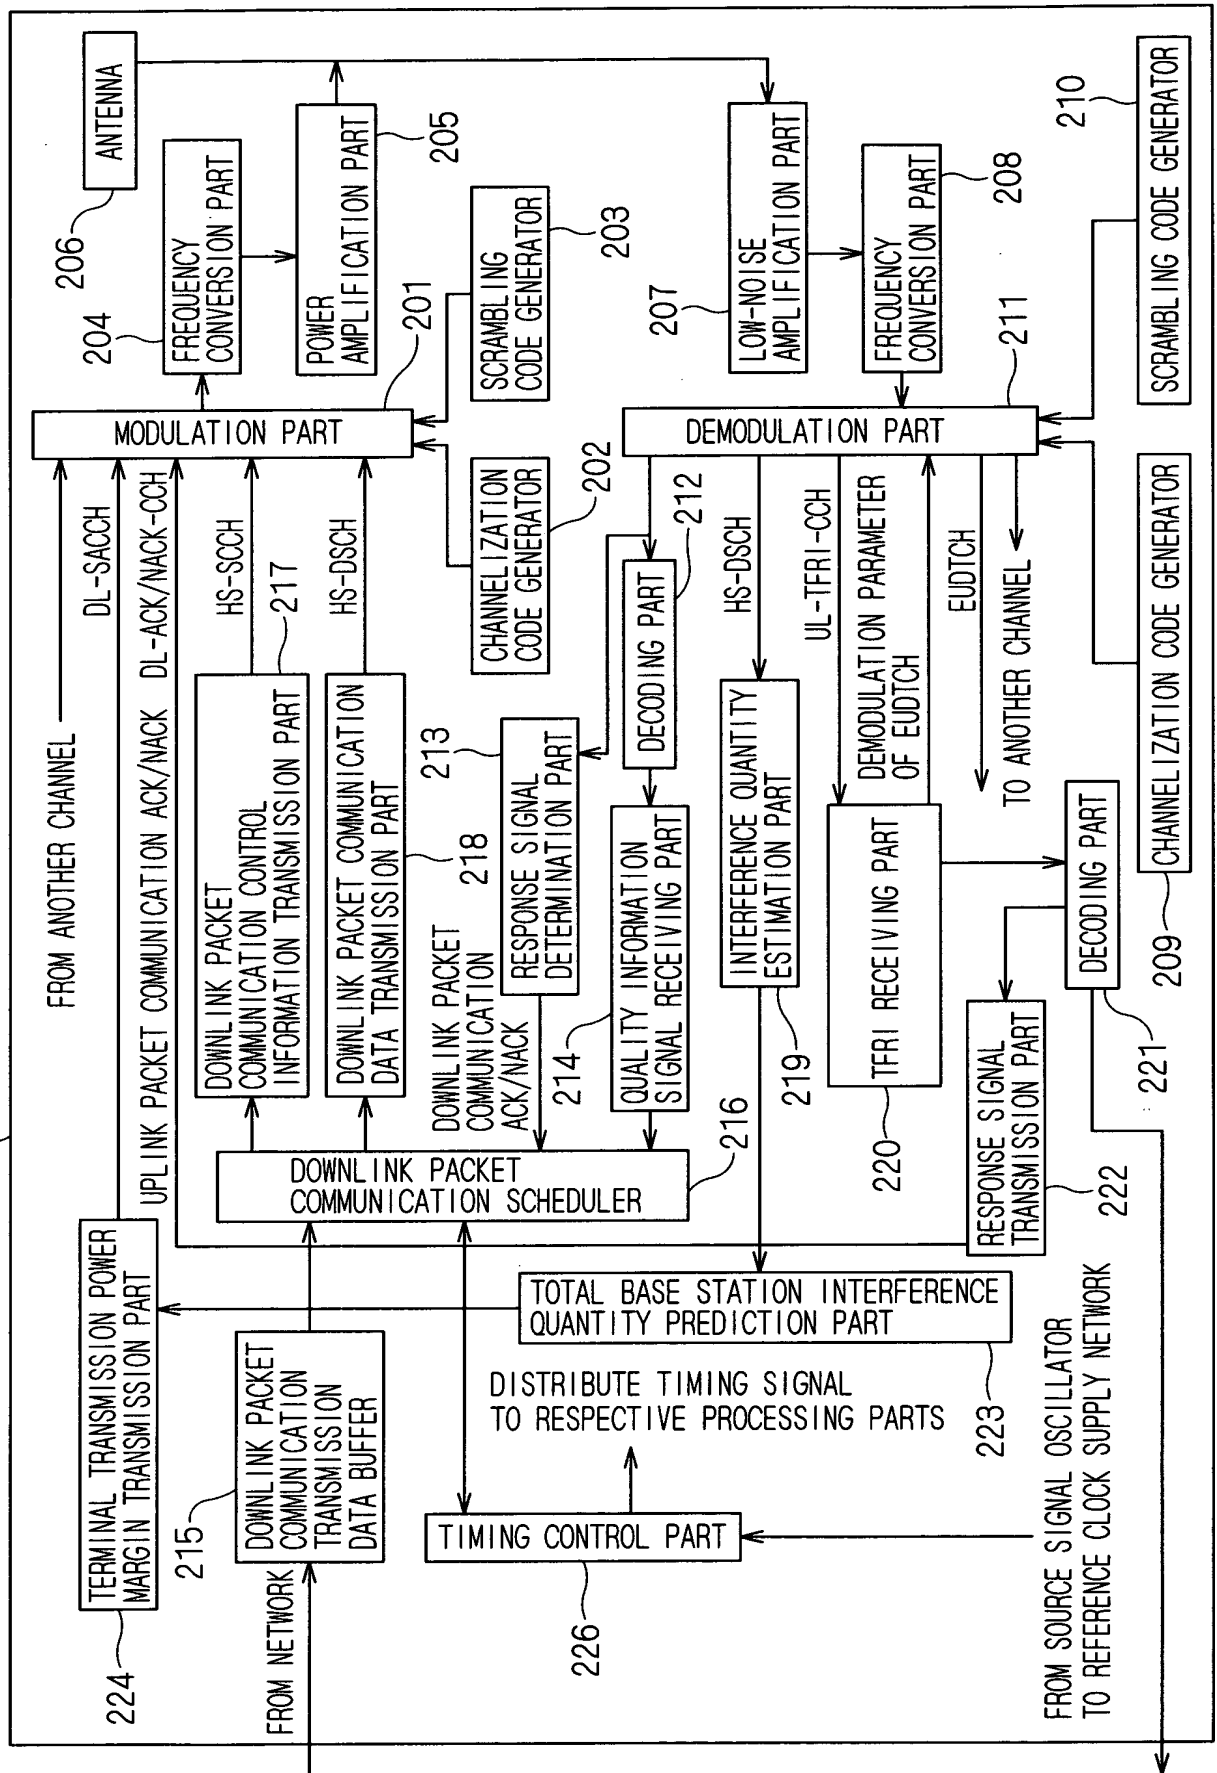 FROM ANOTHER CHANNEL
DL-SACCH
UPLINK PACKET COMMUNICATION ACK/NACK DL-ACK/NACK-CCH
HS-SCCH
HS-DSCH
206
ANTENNA
204
FREQUENCY
CONVERSION PART
POWER
AMPLIFICATION PART
205
MODULATION PART
201
SCRAMBLING
CODE GENERATOR
203
CHANNELIZATION
CODE GENERATOR
202
DOWNLINK PACKET
COMMUNICATION CONTROL
INFORMATION TRANSMISSION PART
217
DOWNLINK PACKET COMMUNICATION
DATA TRANSMISSION PART
218
DOWNLINK PACKET
COMMUNICATION SCHEDULER
216
TERMINAL TRANSMISSION POWER
MARGIN TRANSMISSION PART
224
215
DOWNLINK PACKET
COMMUNICATION
TRANSMISSION
DATA BUFFER
FROM NETWORK
207
LOW-NOISE
AMPLIFICATION PART
FREQUENCY
CONVERSION PART
208
DEMODULATION PART
211
SCRAMBLING CODE GENERATOR
210
CHANNELIZATION CODE GENERATOR
209
212
DECODING PART
213
RESPONSE SIGNAL
DETERMINATION PART
DOWNLINK PACKET
COMMUNICATION
ACK/NACK
214
QUALITY INFORMATION
SIGNAL RECEIVING PART
HS-DSCH
INTERFERENCE QUANTITY
ESTIMATION PART
219
UL-TFRI-CCH
DEMODULATION PARAMETER
OF EUDTCH
EUDTCH
TO ANOTHER CHANNEL
TFRI RECEIVING PART
220
DECODING PART
221
RESPONSE SIGNAL
TRANSMISSION PART
222
TOTAL BASE STATION INTERFERENCE
QUANTITY PREDICTION PART
223
DISTRIBUTE TIMING SIGNAL
TO RESPECTIVE PROCESSING PARTS
TIMING CONTROL PART
226
FROM SOURCE SIGNAL OSCILLATOR
TO REFERENCE CLOCK SUPPLY NETWORK